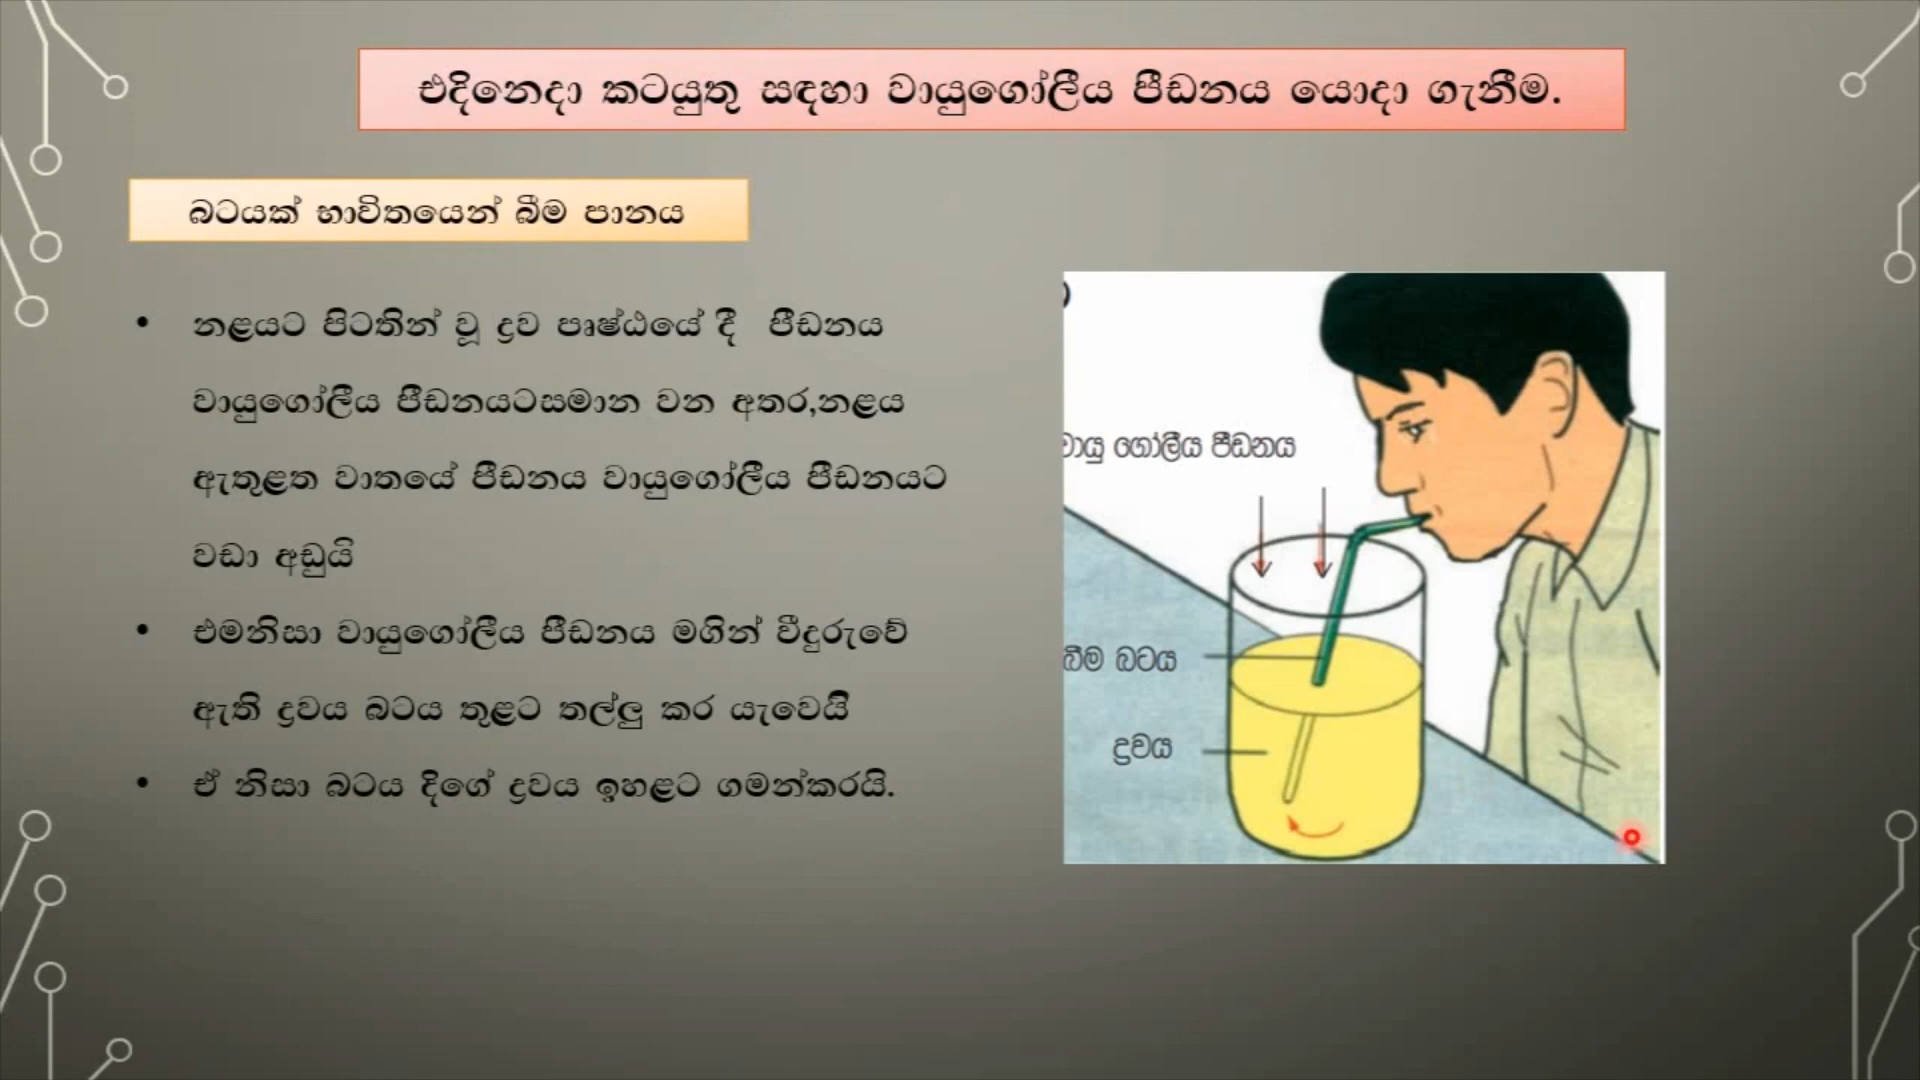 එදිනෙදා කටයුතු සඳහා වායුගෝලීය පීඩනය යොදා ගැනීම.
බටයක් භාවිතයෙන් බීම පානය
• නළයට පිටතින් වූ ද්‍රව පෘෂ්ඨයේ දී පීඩනය
වායුගෝලීය පීඩනයටසමාන වන අතර,නළය
ඇතුළත වාතයේ පීඩනය වායුගෝලීය පීඩනයට
වඩා අඩුයි
• එමනිසා වායුගෝලීය පීඩනය මගින් වීදුරුවේ
ඇති ද්‍රවය බටය තුළට තල්ලු කර යැවෙයි
• ඒ නිසා බටය දිගේ ද්‍රවය ඉහළට ගමන්කරයි.
වායු ගෝලීය පීඩනය
බීම බටය
ද්‍රවය